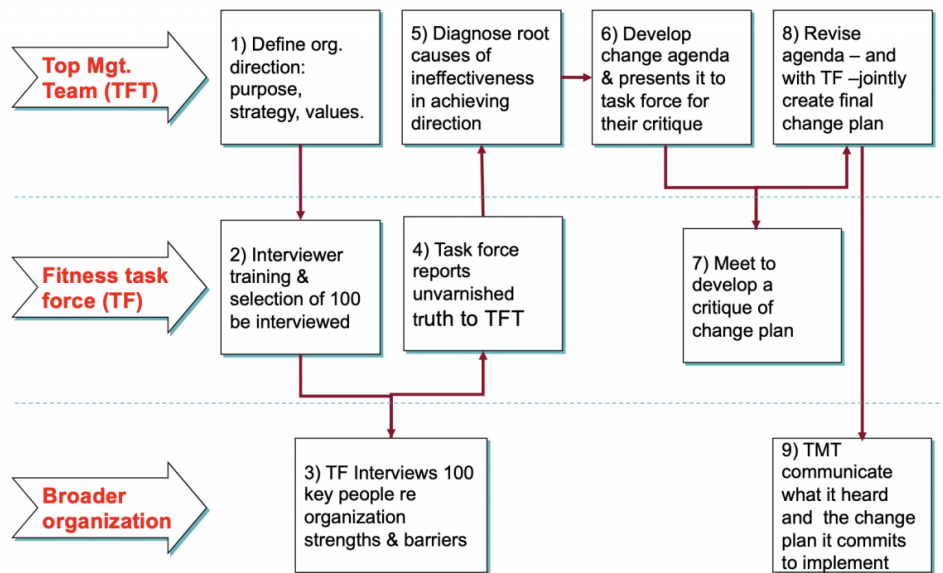 Top Mgt.
Team (TFT)
1) Define org.
direction:
purpose,
strategy, values.
5) Diagnose root
causes of
ineffectiveness
in achieving
direction
6) Develop
change agenda
& presents it to
task force for
their critique
8) Revise
agenda – and
with TF –jointly
create final
change plan
Fitness task
force (TF)
2) Interviewer
training &
selection of 100
be interviewed
4) Task force
reports
unvarnished
truth to TFT
7) Meet to
develop a
critique of
change plan
Broader
organization
3) TF Interviews 100
key people re
organization
strengths & barriers
9) TMT
communicate
what it heard
and the change
plan it commits
to implement